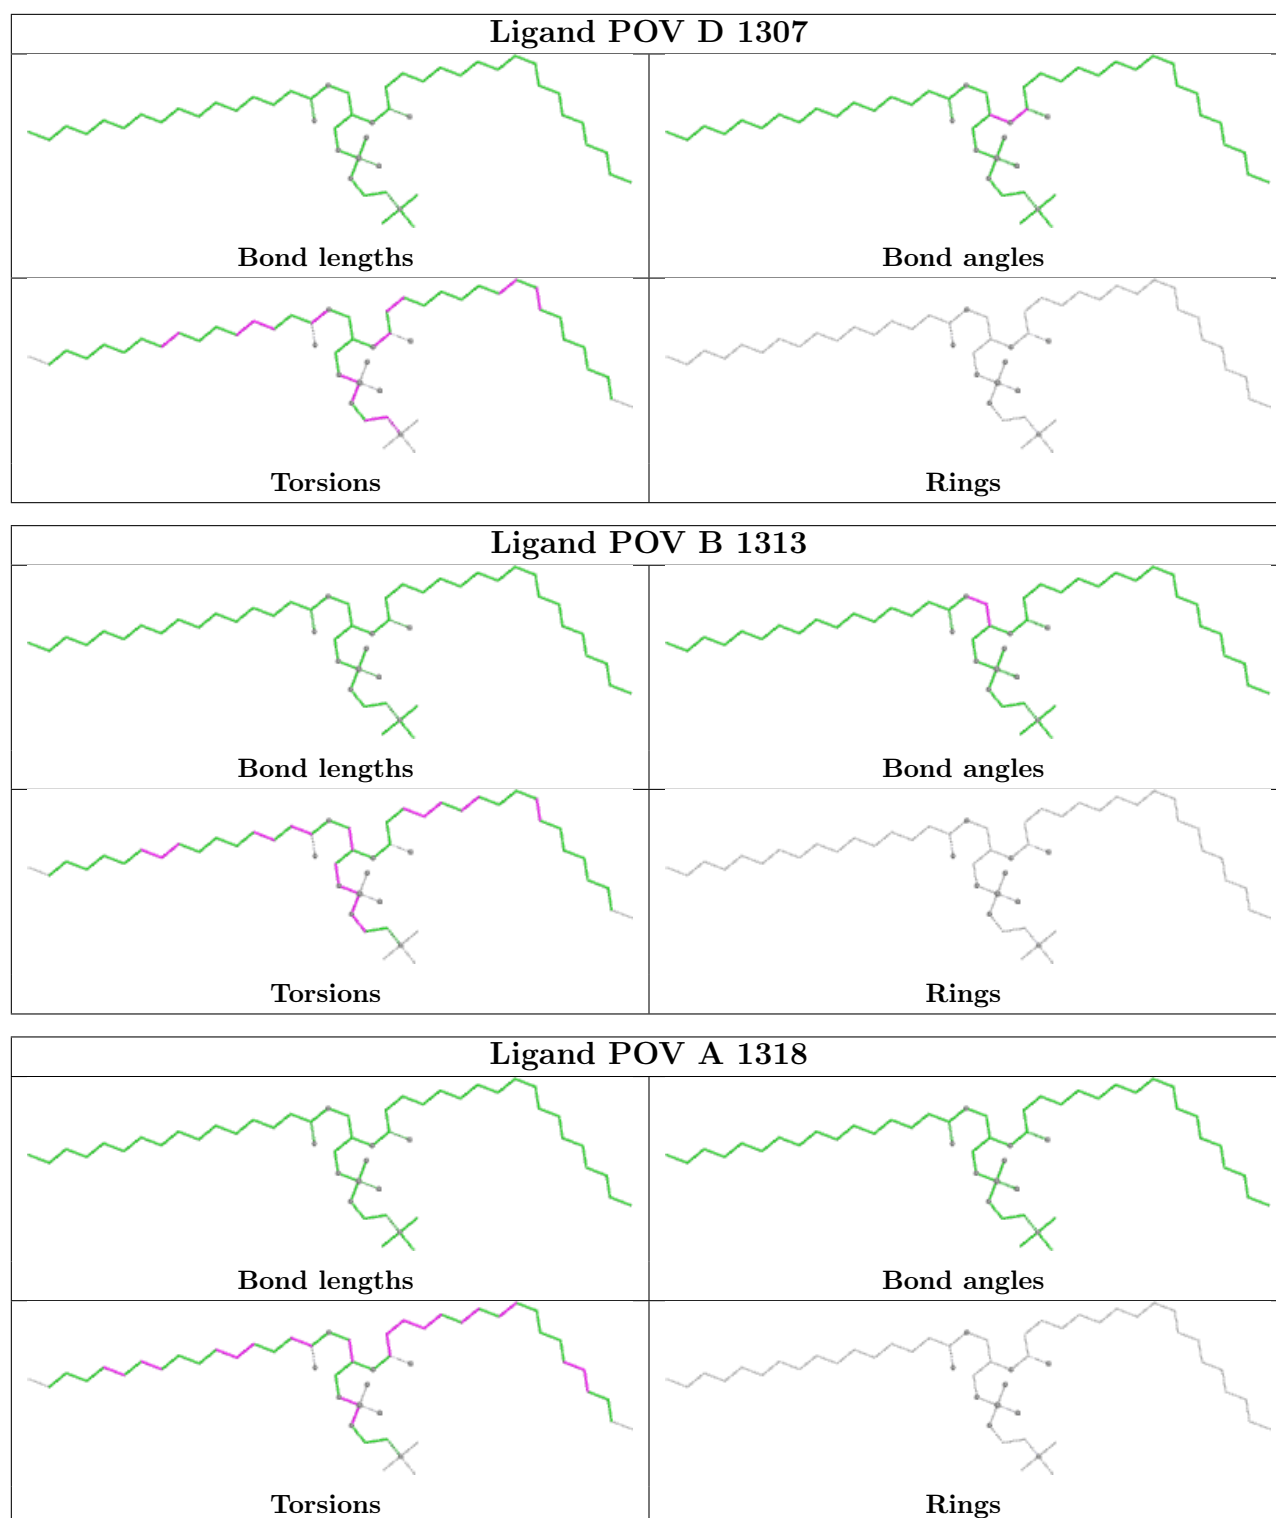 Ligand POV D 1307
Bond lengths
Bond angles
Torsions
Rings
Ligand POV B 1313
Bond lengths
Bond angles
Torsions
Rings
Ligand POV A 1318
Bond lengths
Bond angles
Torsions
Rings